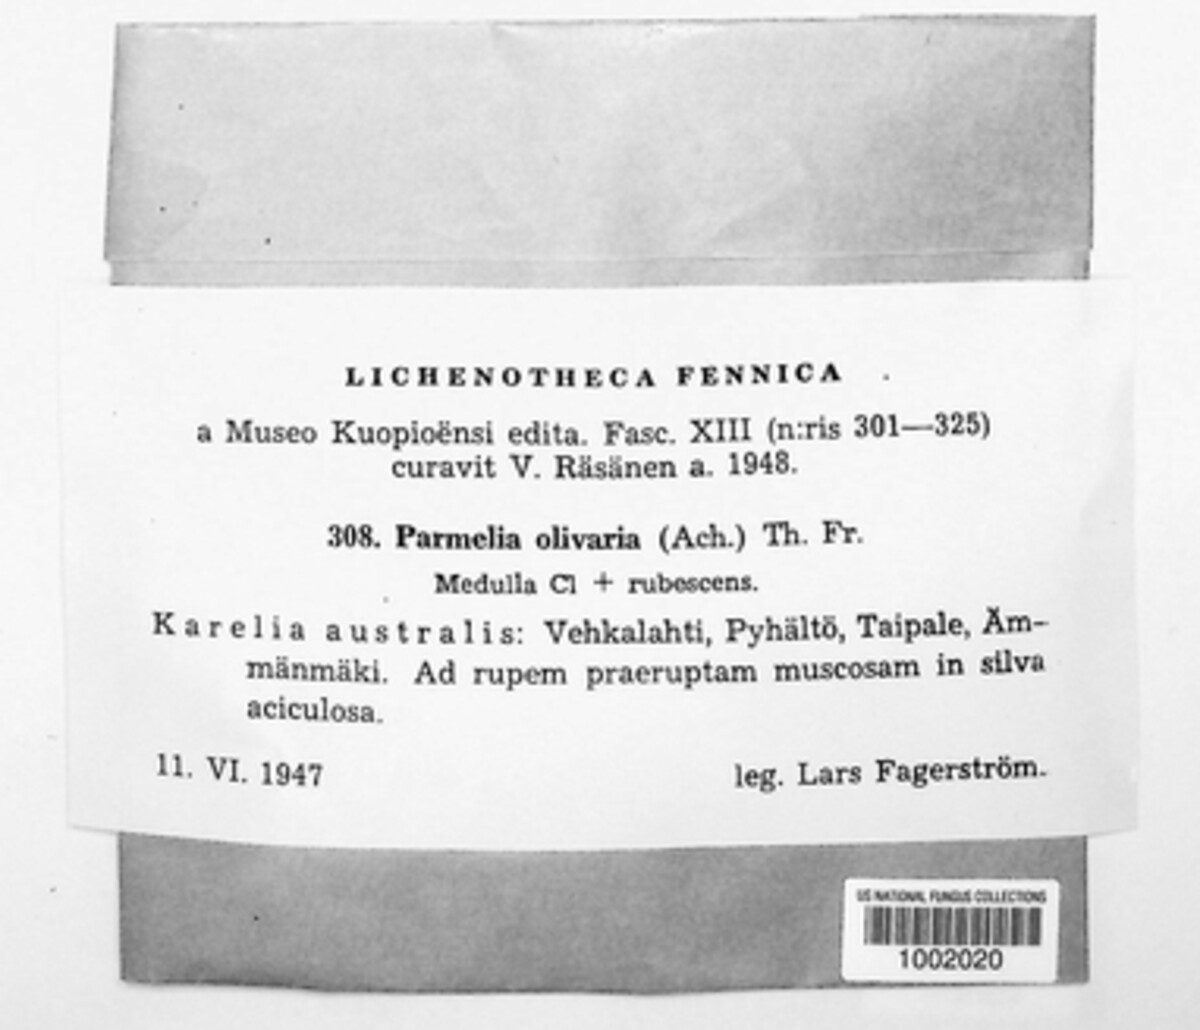 LICHENOTHECA FENNICA
a Museo Kuopioënsi edita. Fasc. XIII (n:ris 301—325)
curavit V. Räsänen a. 1948.
308. Parmelia olivaria (Ach.) Th. Fr.
Medulla Cl + rubescens.
Karelia australis: Vehkalahti, Pyhältö, Taipale, Äm-
mänmäki. Ad rupem praeruptam muscosam in silva
aciculosa.
11. VI. 1947 leg. Lars Fagerström.
US NATIONAL FUNGUS COLLECTIONS
1002020